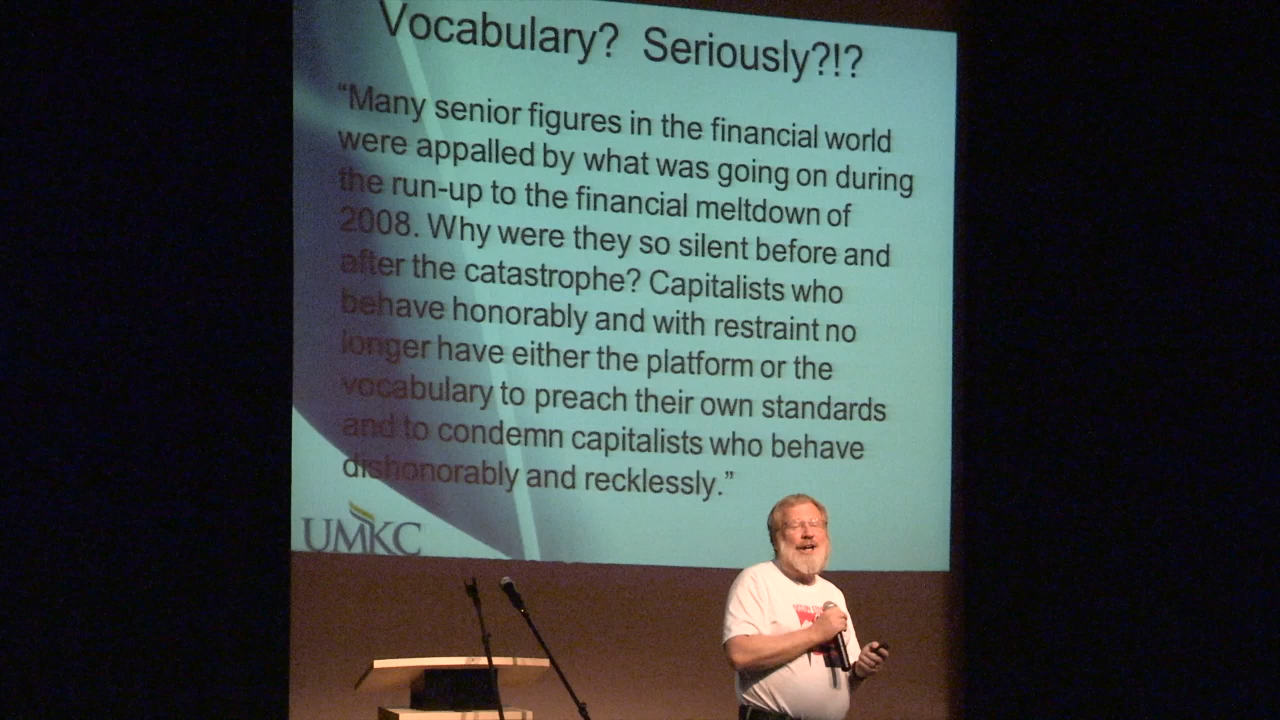 Vocabulary? Seriously?!?
“Many senior figures in the financial world
were appalled by what was going on during
the run-up to the financial meltdown of
2008. Why were they so silent before and
after the catastrophe? Capitalists who
behave honorably and with restraint no
longer have either the platform or the
vocabulary to preach their own standards
and to condemn capitalists who behave
dishonorably and recklessly.”
UMKC